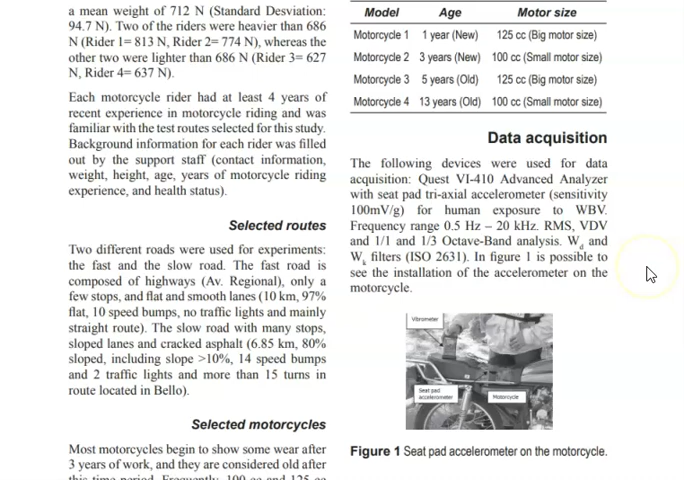 a mean weight of 712 N (Standard Desviation:
94.7 N). Two of the riders were heavier than 686
N (Rider 1= 813 N, Rider 2= 774 N), whereas the
other two were lighter than 686 N (Rider 3= 627
N, Rider 4= 637 N).
Each motorcycle rider had at least 4 years of
recent experience in motorcycle riding and was
familiar with the test routes selected for this study.
Background information for each rider was filled
out by the support staff (contact information,
weight, height, age, years of motorcycle riding
experience, and health status).
Selected routes
Two different roads were used for experiments:
the fast and the slow road. The fast road is
composed of highways (Av. Regional), only a
few stops, and flat and smooth lanes (10 km, 97%
flat, 10 speed bumps, no traffic lights and mainly
straight route). The slow road with many stops,
sloped lanes and cracked asphalt (6.85 km, 80%
sloped, including slope >10%, 14 speed bumps
and 2 traffic lights and more than 15 turns in
route located in Bello).
Selected motorcycles
Most motorcycles begin to show some wear after
3 years of work, and they are considered old after
this time period. Frequently, 100 cc and 125 cc
Model Age Motor size
Motorcycle 1 1 year (New) 125 cc (Big motor size)
Motorcycle 2 3 years (New) 100 cc (Small motor size)
Motorcycle 3 5 years (Old) 125 cc (Big motor size)
Motorcycle 4 13 years (Old) 100 cc (Small motor size)
Data acquisition
The following devices were used for data
acquisition: Quest VI-410 Advanced Analyzer
with seat pad tri-axial accelerometer (sensitivity
100mV/g) for human exposure to WBV.
Frequency range 0.5 Hz – 20 kHz. RMS, VDV
and 1/1 and 1/3 Octave-Band analysis. Wd and
Wk filters (ISO 2631). In figure 1 is possible to
see the installation of the accelerometer on the
motorcycle.
Vibrometer
Seat pad
accelerometer
Motorcycle
Figure 1 Seat pad accelerometer on the motorcycle.